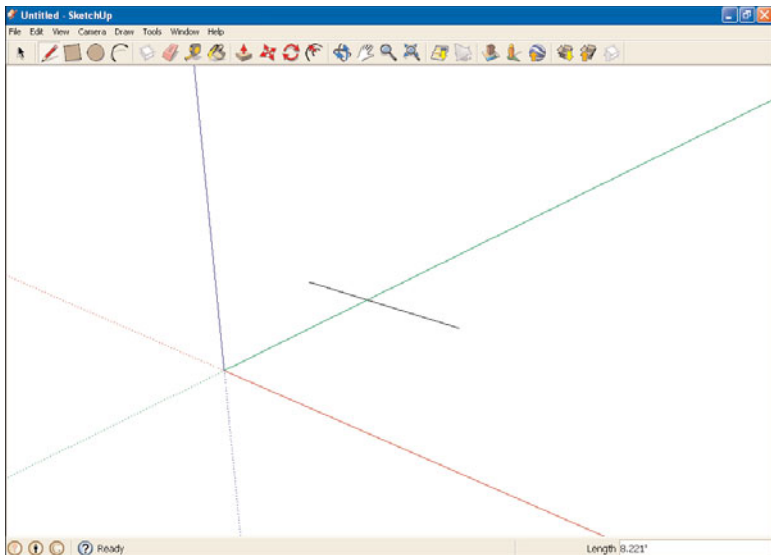 Untitled - SketchUp
File Edit View Camera Draw Tools Window Help
Ready
Length 8.221"